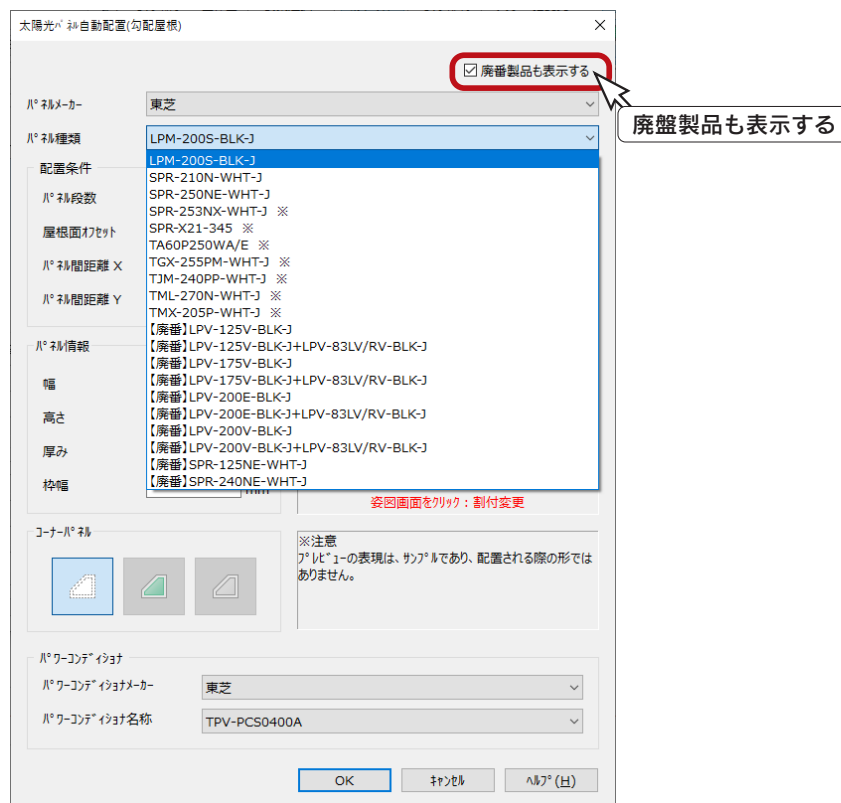 太陽光ﾊﾟﾈﾙ自動配置(勾配屋根)
廃番製品も表示する
廃盤製品も表示する
ﾊﾟﾈﾙﾒｰｶｰ
東芝
ﾊﾟﾈﾙ種類
LPM-200S-BLK-J
LPM-200S-BLK-J
SPR-210N-WHT-J
SPR-250NE-WHT-J
SPR-253NX-WHT-J ※
SPR-X21-345 ※
TA60P250WA/E ※
TGX-255PM-WHT-J ※
TJM-240PP-WHT-J ※
TML-270N-WHT-J ※
TMX-205P-WHT-J ※
【廃番】LPV-125V-BLK-J
【廃番】LPV-125V-BLK-J+LPV-83LV/RV-BLK-J
【廃番】LPV-175V-BLK-J
【廃番】LPV-175V-BLK-J+LPV-83LV/RV-BLK-J
【廃番】LPV-200E-BLK-J
【廃番】LPV-200E-BLK-J+LPV-83LV/RV-BLK-J
【廃番】LPV-200V-BLK-J
【廃番】LPV-200V-BLK-J+LPV-83LV/RV-BLK-J
【廃番】SPR-125NE-WHT-J
【廃番】SPR-240NE-WHT-J
配置条件
ﾊﾟﾈﾙ段数
屋根面ｵﾌｾｯﾄ
ﾊﾟﾈﾙ間距離 X
ﾊﾟﾈﾙ間距離 Y
ﾊﾟﾈﾙ情報
幅
高さ
厚み
枠幅
mm
姿図画面をｸﾘｯｸ：割付変更
ｺｰﾅｰﾊﾟﾈﾙ
※注意
ﾌﾟﾚﾋﾞｭｰの表現は、ｻﾝﾌﾟﾙであり、配置される際の形では
ありません。
ﾊﾟﾜｰｺﾝﾃﾞｨｼｮﾅ
ﾊﾟﾜｰｺﾝﾃﾞｨｼｮﾅﾒｰｶｰ
東芝
ﾊﾟﾜｰｺﾝﾃﾞｨｼｮﾅ名称
TPV-PCS0400A
OK
ｷｬﾝｾﾙ
ﾍﾙﾌﾟ(H)